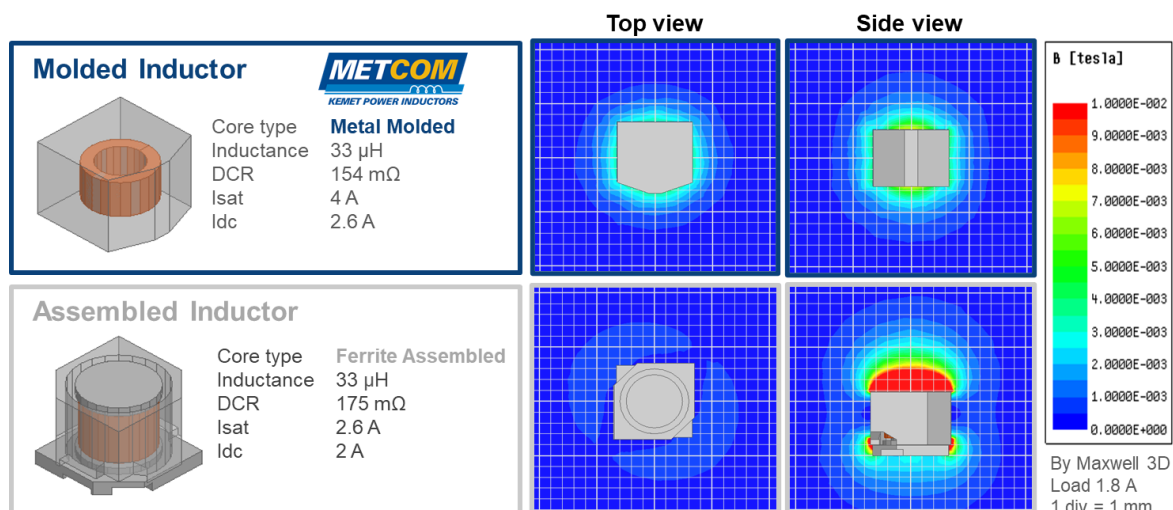 Top view
Side view
Molded Inductor
METCOM
KEMET POWER INDUCTORS
Core type Metal Molded
Inductance 33 µH
DCR 154 mΩ
Isat 4 A
Idc 2.6 A
Assembled Inductor
Core type Ferrite Assembled
Inductance 33 µH
DCR 175 mΩ
Isat 2.6 A
Idc 2 A
B [tesla]
1.0000E-002
9.0000E-003
8.0000E-003
7.0000E-003
6.0000E-003
5.0000E-003
4.0000E-003
3.0000E-003
2.0000E-003
1.0000E-003
0.0000E+000
By Maxwell 3D
Load 1.8 A
1 div = 1 mm